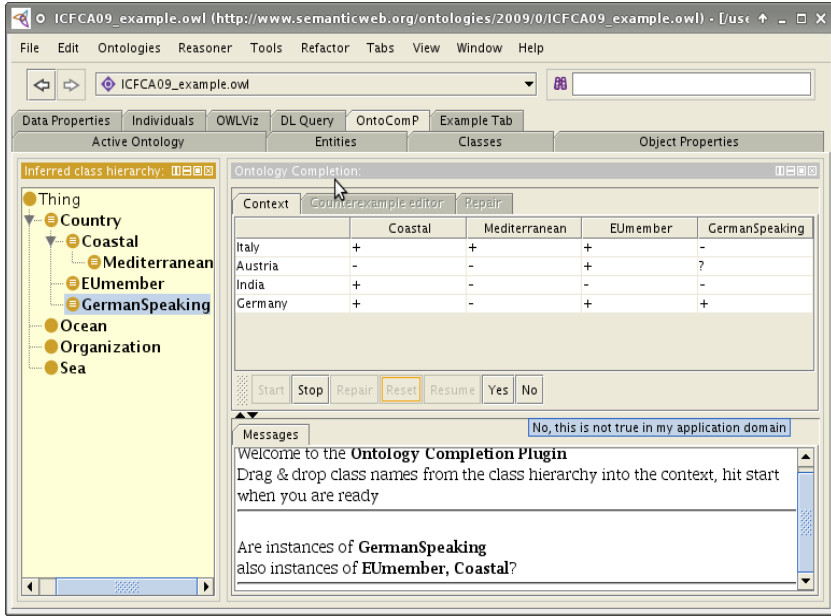 ICFCA09_example.owl (http://www.semanticweb.org/ontologies/2009/0/ICFCA09_example.owl) - [/use
File Edit Ontologies Reasoner Tools Refactor Tabs View Window Help
ICFCA09_example.owl
Data Properties Individuals OWLViz DL Query OntoComP Example Tab
Active Ontology Entities Classes Object Properties
Inferred class hierarchy:
Thing
Country
Coastal
Mediterranean
EUmember
GermanSpeaking
Ocean
Organization
Sea
Ontology Completion:
Context Counterexample editor Repair
Coastal Mediterranean EUmember GermanSpeaking
Italy + + + -
Austria - - + ?
India + - - -
Germany + - + +
Start Stop Repair Reset Resume Yes No
No, this is not true in my application domain
Messages
Welcome to the Ontology Completion Plugin
Drag & drop class names from the class hierarchy into the context, hit start
when you are ready
Are instances of GermanSpeaking
also instances of EUmember, Coastal?